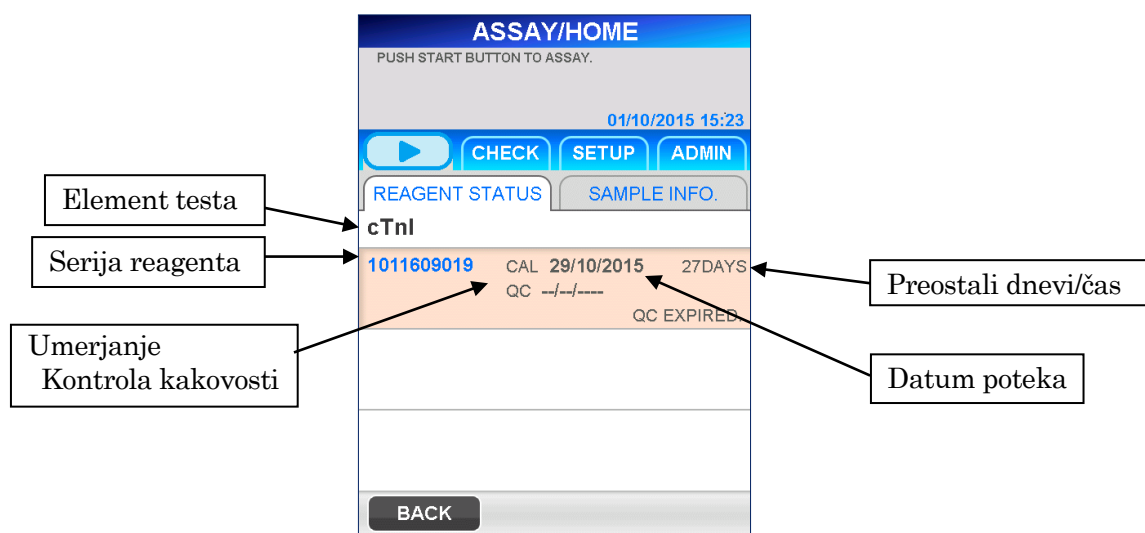 ASSAY/HOME
PUSH START BUTTON TO ASSAY.
01/10/2015 15:23
CHECK SETUP ADMIN
REAGENT STATUS SAMPLE INFO.
Element testa
cTnI
Serija reagenta
1011609019 CAL 29/10/2015 27DAYS
QC --/--/----
QC EXPIRED.
Preostali dnevi/čas
Umerjanje
Kontrola kakovosti
Datum poteka
BACK